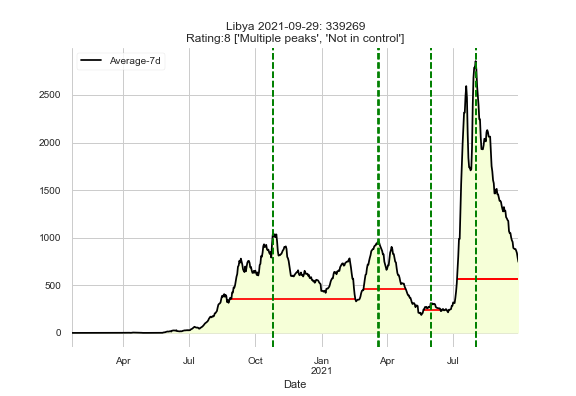 Libya 2021-09-29: 339269
Rating:8 ['Multiple peaks', 'Not in control']
Average-7d
2500
2000
1500
1000
500
0
Apr Jul Oct Jan Apr Jul
2021
Date